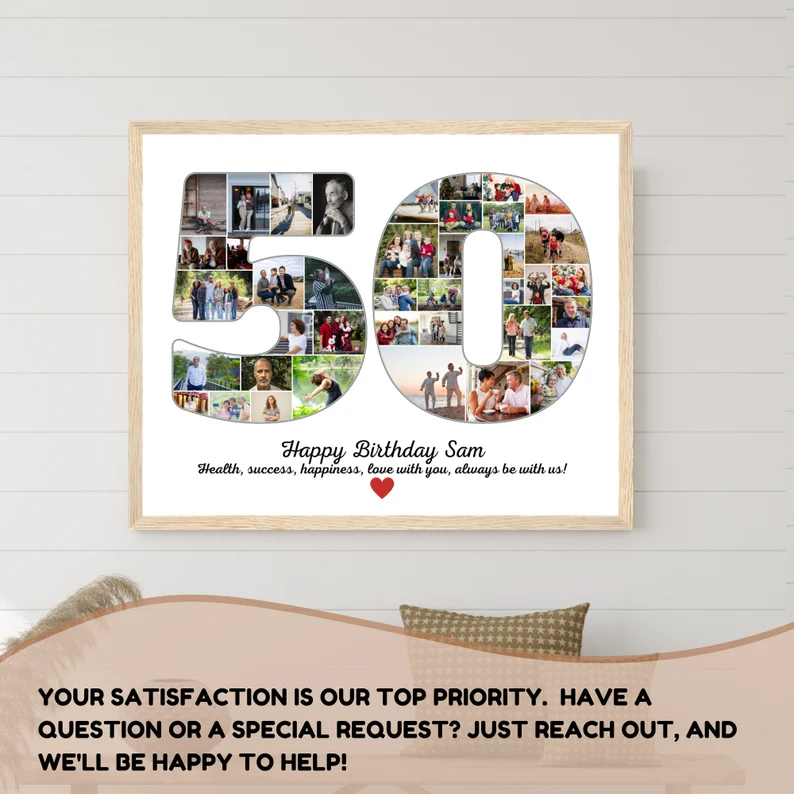 50
Happy Birthday Sam
Health, success, happiness, love with you, always be with us!
YOUR SATISFACTION IS OUR TOP PRIORITY. HAVE A
QUESTION OR A SPECIAL REQUEST? JUST REACH OUT, AND
WE'LL BE HAPPY TO HELP!